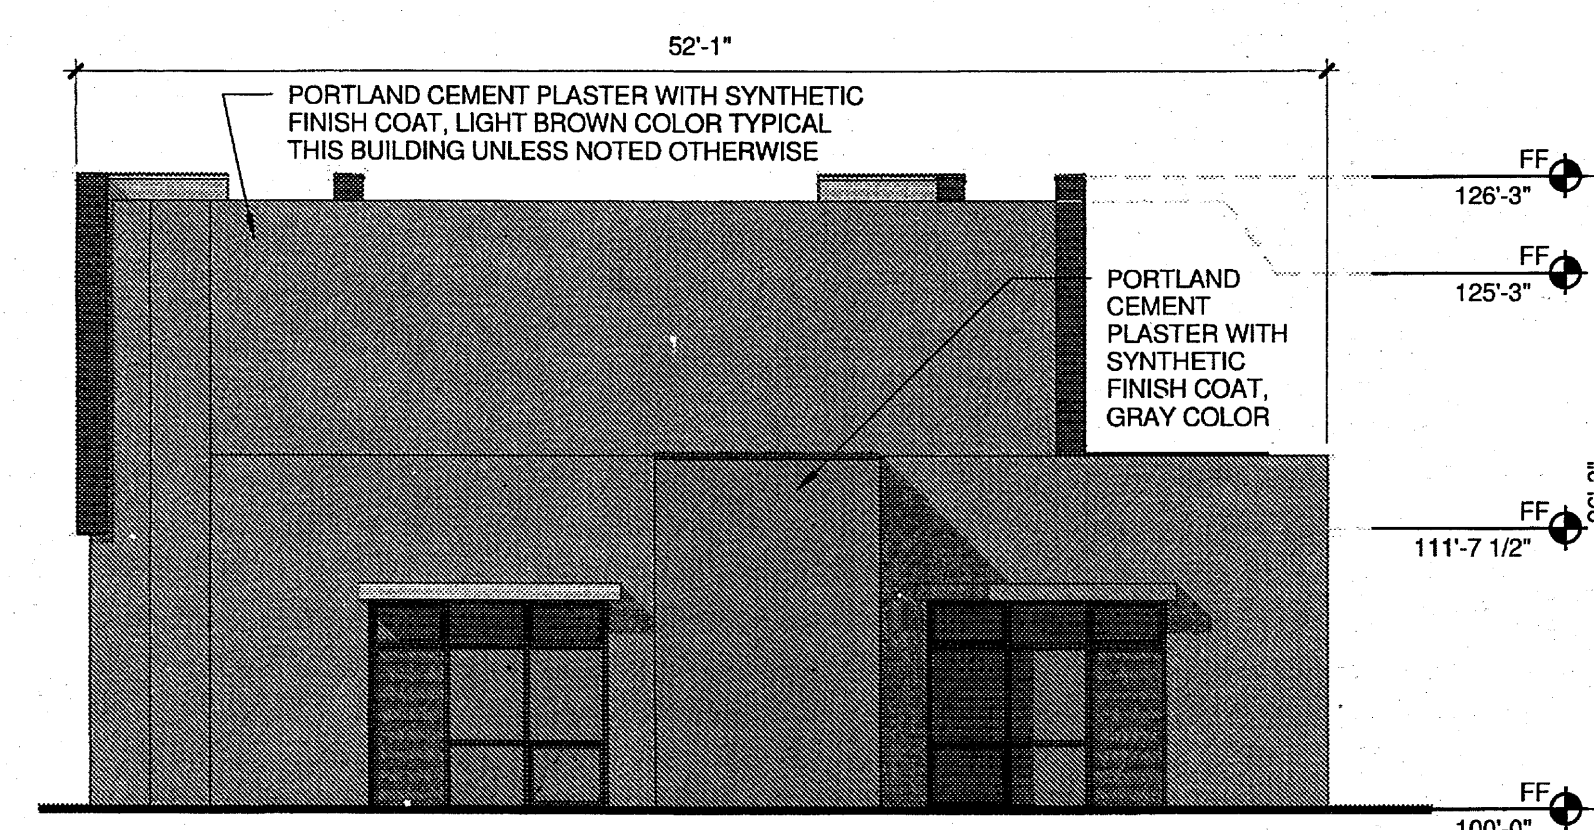 52'-1"
PORTLAND CEMENT PLASTER WITH SYNTHETIC
FINISH COAT, LIGHT BROWN COLOR TYPICAL
THIS BUILDING UNLESS NOTED OTHERWISE
FF
126'-3"
FF
125'-3"
PORTLAND
CEMENT
PLASTER WITH
SYNTHETIC
FINISH COAT,
GRAY COLOR
FF
111'-7 1/2"
FF
100'-0"